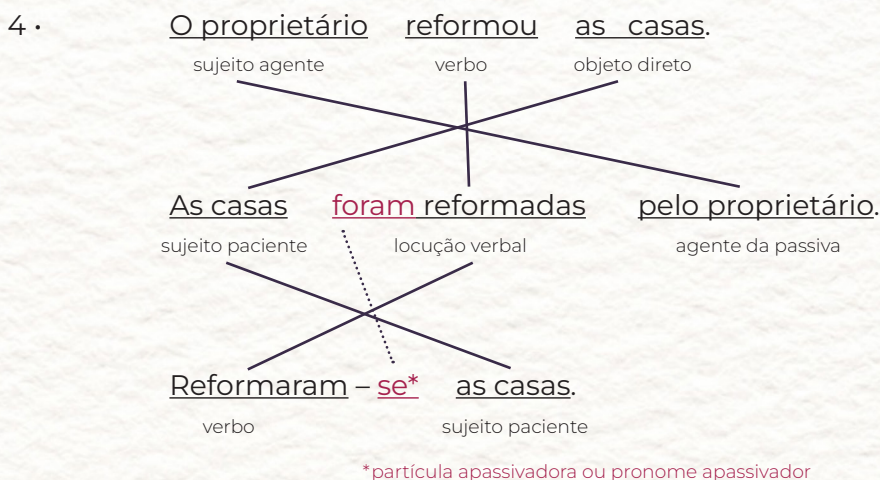 4 • O proprietário reformou as casas.
sujeito agente verbo objeto direto
As casas foram reformadas pelo proprietário.
sujeito paciente locução verbal agente da passiva
Reformaram – se* as casas.
verbo sujeito paciente
*partícula apassivadora ou pronome apassivador